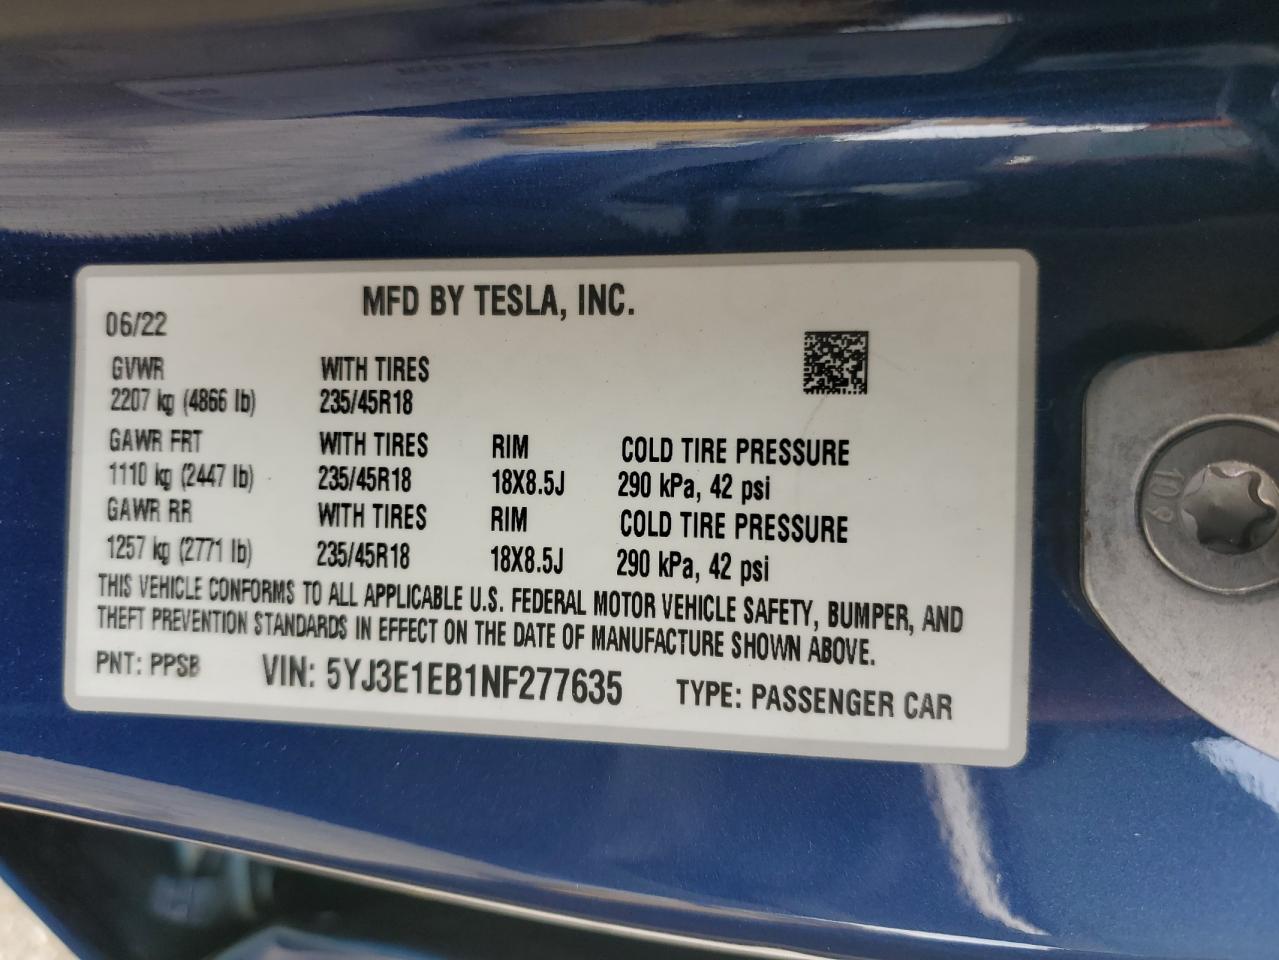 MFD BY TESLA, INC.
06/22
GVWR WITH TIRES
2207 kg (4866 lb) 235/45R18
GAWR FRT WITH TIRES RIM COLD TIRE PRESSURE
1110 kg (2447 lb) 235/45R18 18X8.5J 290 kPa, 42 psi
GAWR RR WITH TIRES RIM COLD TIRE PRESSURE
1257 kg (2771 lb) 235/45R18 18X8.5J 290 kPa, 42 psi
THIS VEHICLE CONFORMS TO ALL APPLICABLE U.S. FEDERAL MOTOR VEHICLE SAFETY, BUMPER, AND
THEFT PREVENTION STANDARDS IN EFFECT ON THE DATE OF MANUFACTURE SHOWN ABOVE.
PNT: PPSB VIN: 5YJ3E1EB1NF277635 TYPE: PASSENGER CAR
10.9